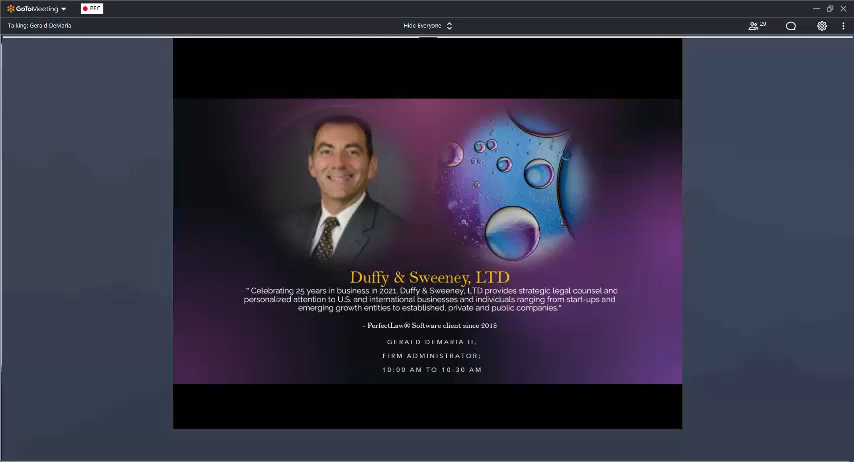 GoToMeeting
REC
Talking: Gerald DeMaria
Hide Everyone
29
Duffy & Sweeney, LTD
" Celebrating 25 years in business in 2021. Duffy & Sweeney, LTD provides strategic legal counsel and
personalized attention to U.S. and international businesses and individuals ranging from start-ups and
emerging growth entities to established, private and public companies."
- PerfectLaw® Software client since 2018
GERALD DEMARIA II,
FIRM ADMINISTRATOR;
10:00 AM TO 10:30 AM